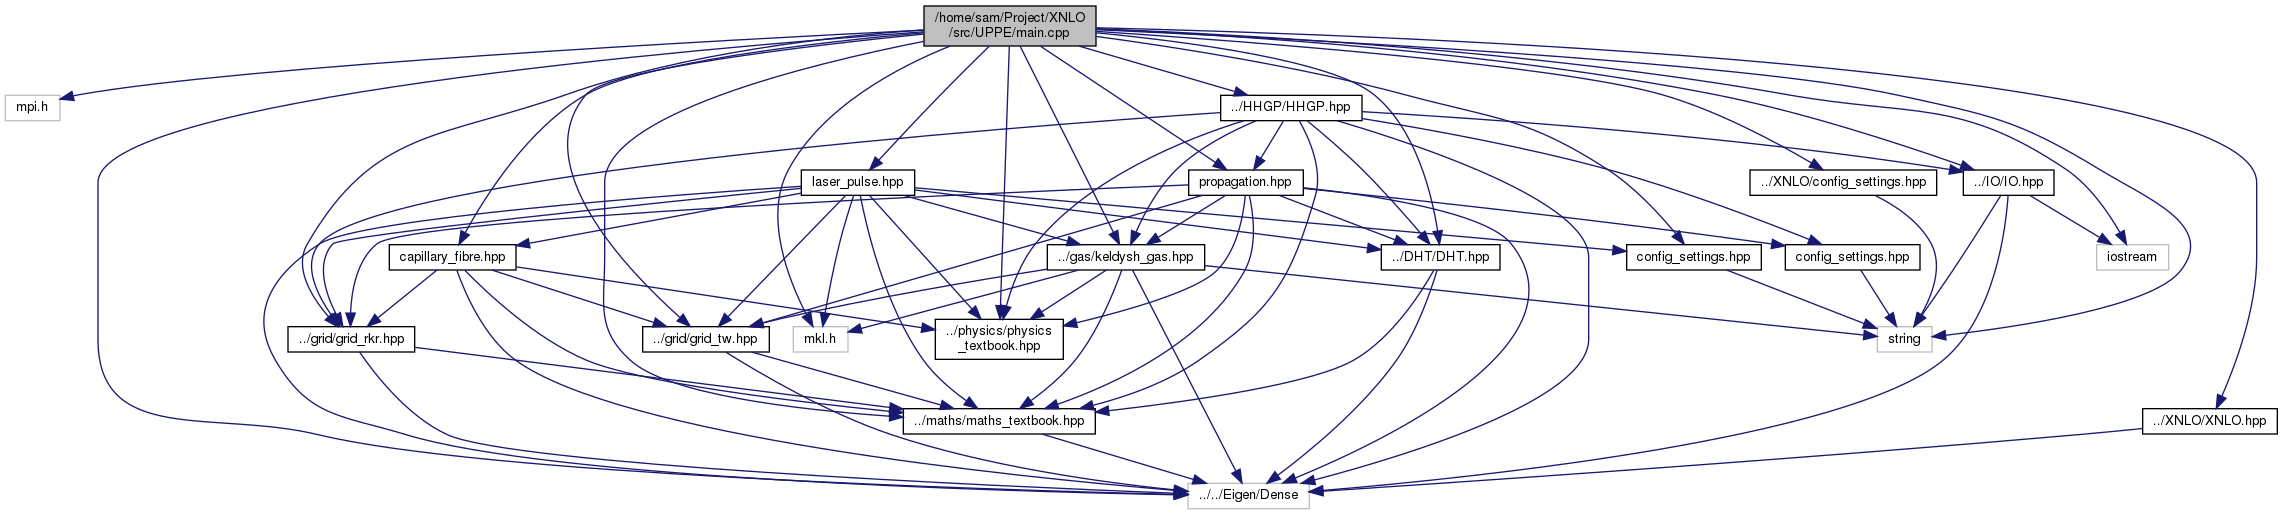 /home/sam/Project/XNLO
/src/UPPE/main.cpp
mpi.h
../HHGP/HHGP.hpp
laser_pulse.hpp
propagation.hpp
../XNLO/config_settings.hpp
../IO/IO.hpp
capillary_fibre.hpp
../gas/keldysh_gas.hpp
../DHT/DHT.hpp
config_settings.hpp
config_settings.hpp
iostream
../grid/grid_rkr.hpp
../grid/grid_tw.hpp
mkl.h
../physics/physics
_textbook.hpp
string
../maths/maths_textbook.hpp
../XNLO/XNLO.hpp
../../Eigen/Dense